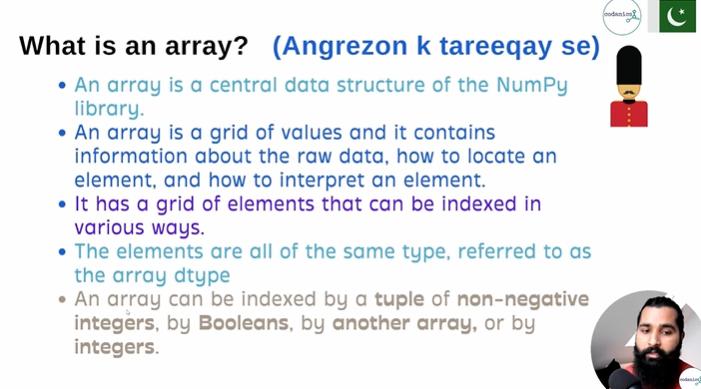 codanics
What is an array? (Angrezon k tareeqay se)
• An array is a central data structure of the NumPy
library.
• An array is a grid of values and it contains
information about the raw data, how to locate an
element, and how to interpret an element.
• It has a grid of elements that can be indexed in
various ways.
• The elements are all of the same type, referred to as
the array dtype
• An array can be indexed by a tuple of non-negative
integers, by Booleans, by another array, or by
integers.
codanics